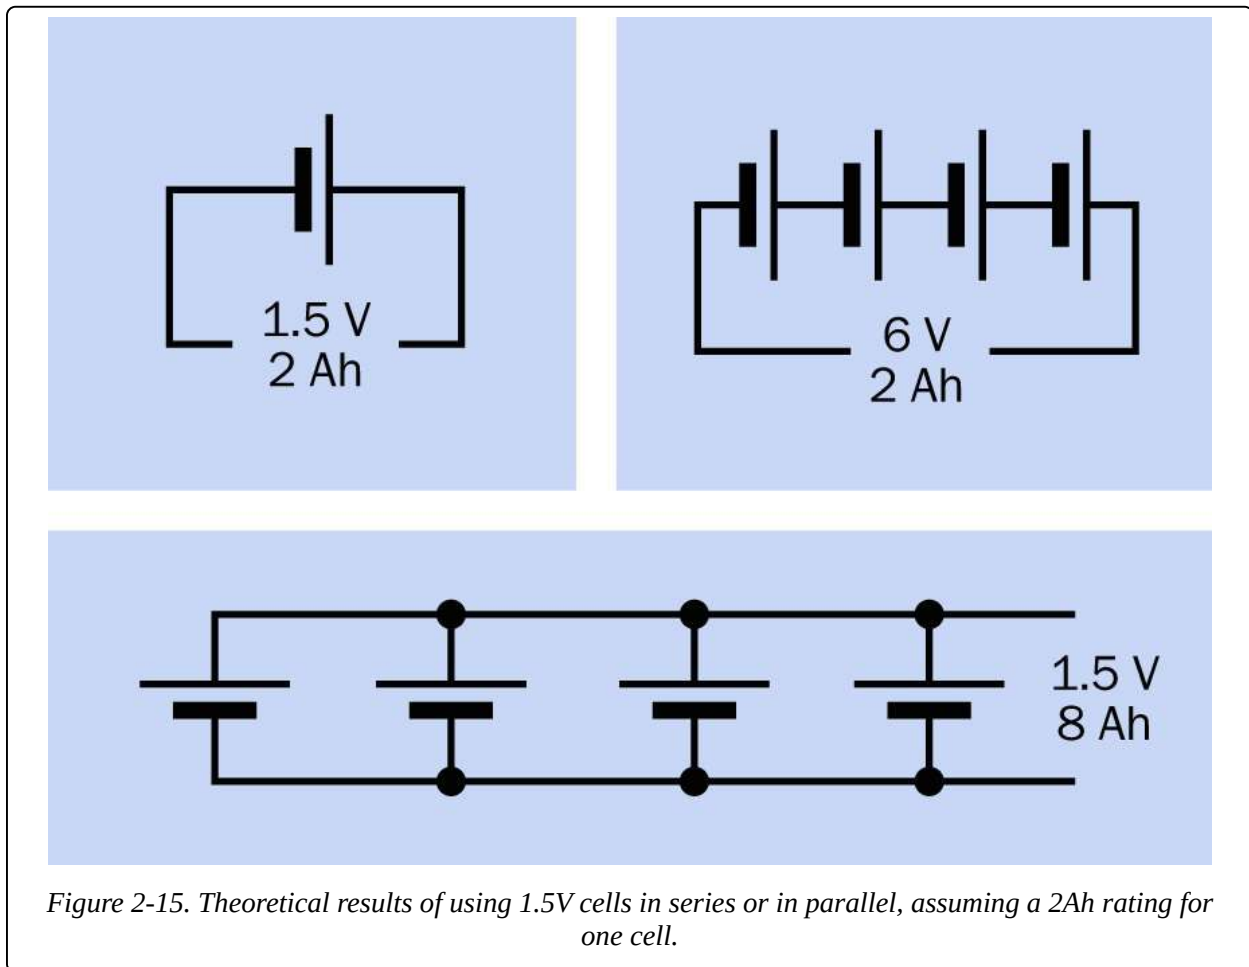 1.5 V
2 Ah
6 V
2 Ah
1.5 V
8 Ah
Figure 2-15. Theoretical results of using 1.5V cells in series or in parallel, assuming a 2Ah rating for
one cell.